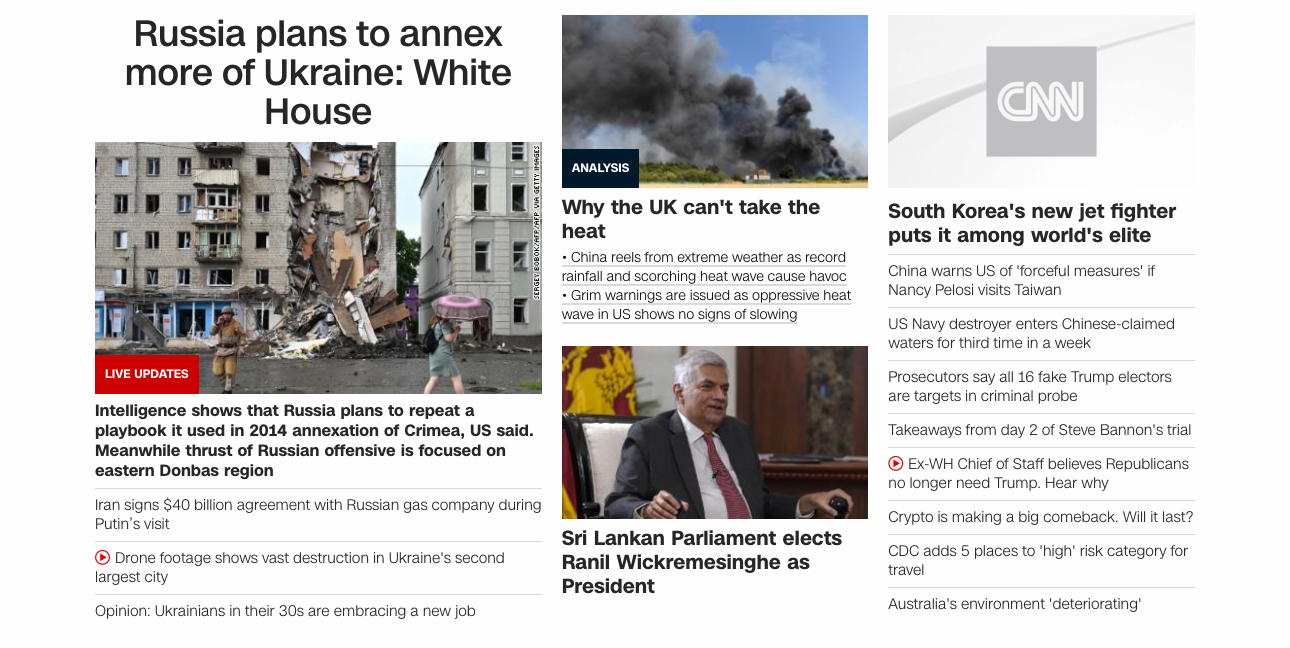 Russia plans to annex
more of Ukraine: White
House
SERGEY BOBOK/AFP/AFP VIA GETTY IMAGES
LIVE UPDATES
Intelligence shows that Russia plans to repeat a
playbook it used in 2014 annexation of Crimea, US said.
Meanwhile thrust of Russian offensive is focused on
eastern Donbas region
Iran signs $40 billion agreement with Russian gas company during
Putin's visit
Drone footage shows vast destruction in Ukraine's second
largest city
Opinion: Ukrainians in their 30s are embracing a new job
ANALYSIS
Why the UK can't take the
heat
• China reels from extreme weather as record
rainfall and scorching heat wave cause havoc
• Grim warnings are issued as oppressive heat
wave in US shows no signs of slowing
Sri Lankan Parliament elects
Ranil Wickremesinghe as
President
CNN
South Korea's new jet fighter
puts it among world's elite
China warns US of 'forceful measures' if
Nancy Pelosi visits Taiwan
US Navy destroyer enters Chinese-claimed
waters for third time in a week
Prosecutors say all 16 fake Trump electors
are targets in criminal probe
Takeaways from day 2 of Steve Bannon's trial
Ex-WH Chief of Staff believes Republicans
no longer need Trump. Hear why
Crypto is making a big comeback. Will it last?
CDC adds 5 places to 'high' risk category for
travel
Australia's environment 'deteriorating'